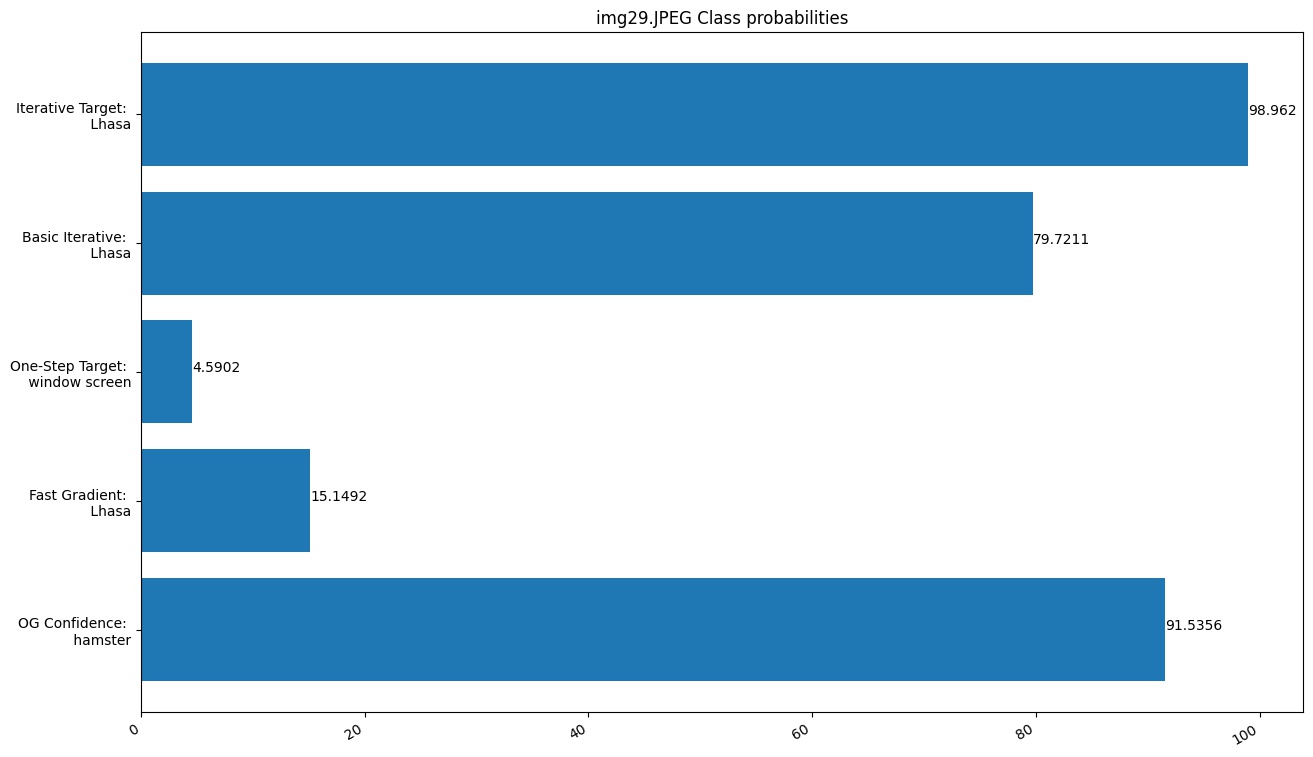 img29.JPEG Class probabilities
Iterative Target:
Lhasa
98.962
Basic Iterative:
Lhasa
79.7211
One-Step Target:
window screen
4.5902
Fast Gradient:
Lhasa
15.1492
OG Confidence:
hamster
91.5356
0
20
40
60
80
100